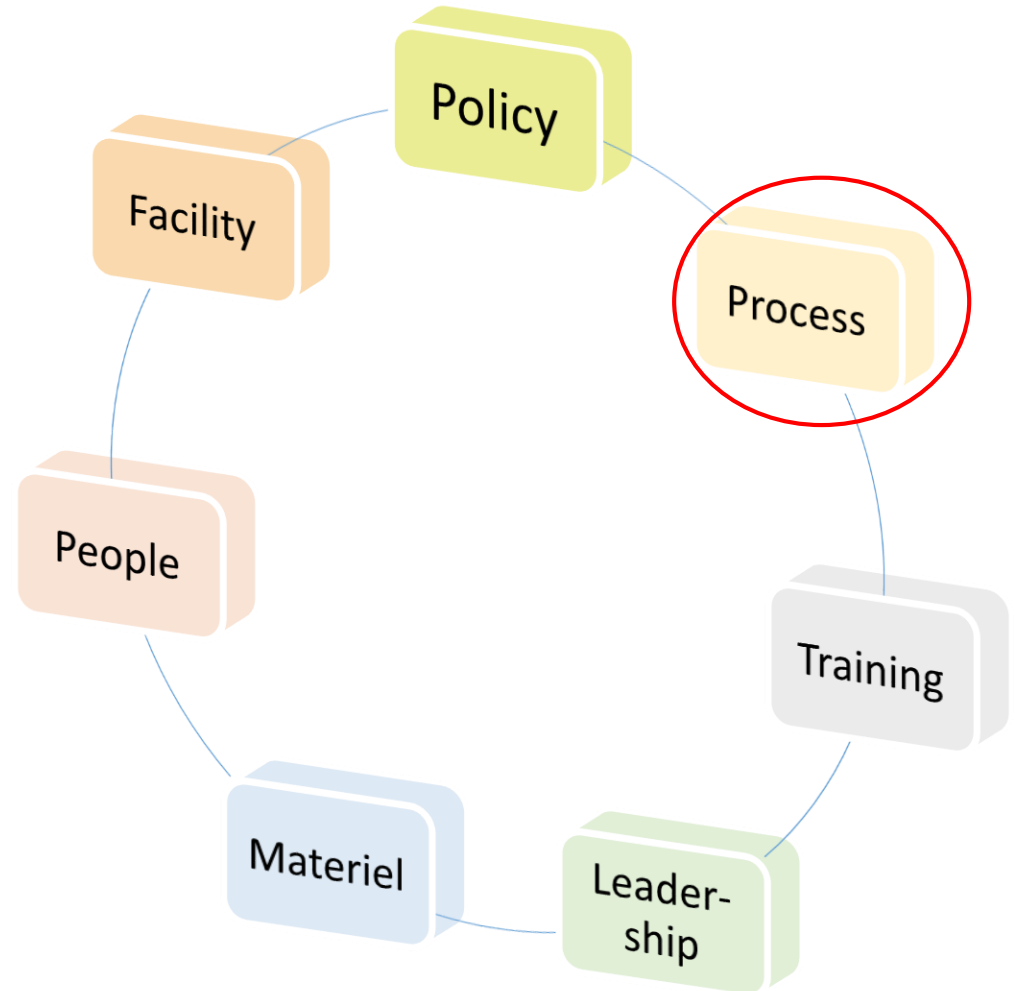 Policy
Process
Training
Leader-
ship
Materiel
People
Facility